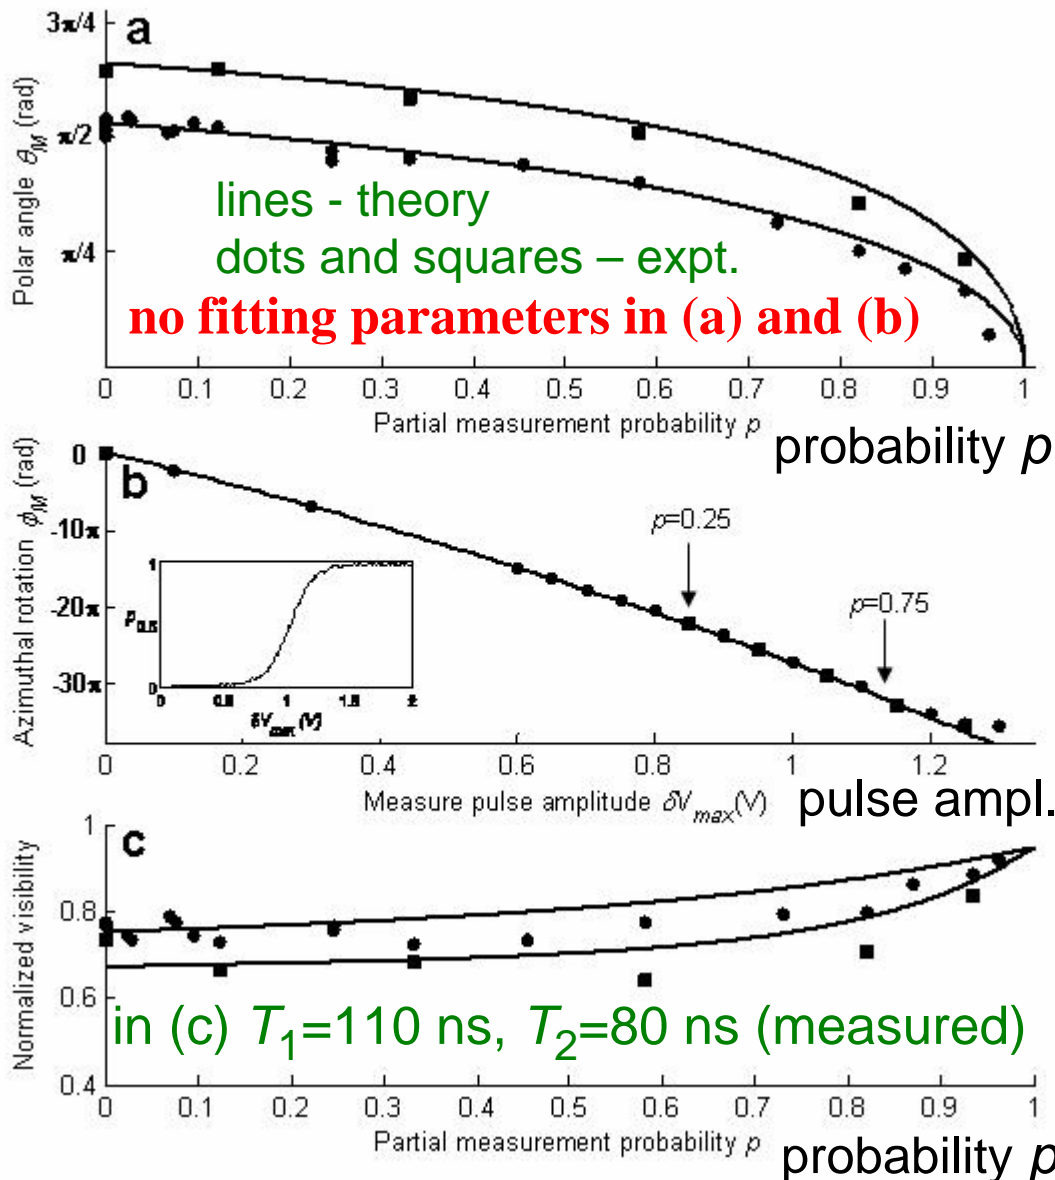 3π/4
a
π/2
π/4
Polar angle θM (rad)
lines - theory
dots and squares – expt.
no fitting parameters in (a) and (b)
0 0.1 0.2 0.3 0.4 0.5 0.6 0.7 0.8 0.9 1
Partial measurement probability p
probability p
0
b
-10π
-20π
-30π
Azimuthal rotation ϕM (rad)
p=0.25
p=0.75
1
p 0.5
0
0 0.5 1 1.5 2
δVmax (V)
0 0.2 0.4 0.6 0.8 1 1.2
Measure pulse amplitude δVmax(V)
pulse ampl.
1
c
0.8
0.6
0.4
Normalized visibility
in (c) T1=110 ns, T2=80 ns (measured)
0 0.1 0.2 0.3 0.4 0.5 0.6 0.7 0.8 0.9 1
Partial measurement probability p
probability p